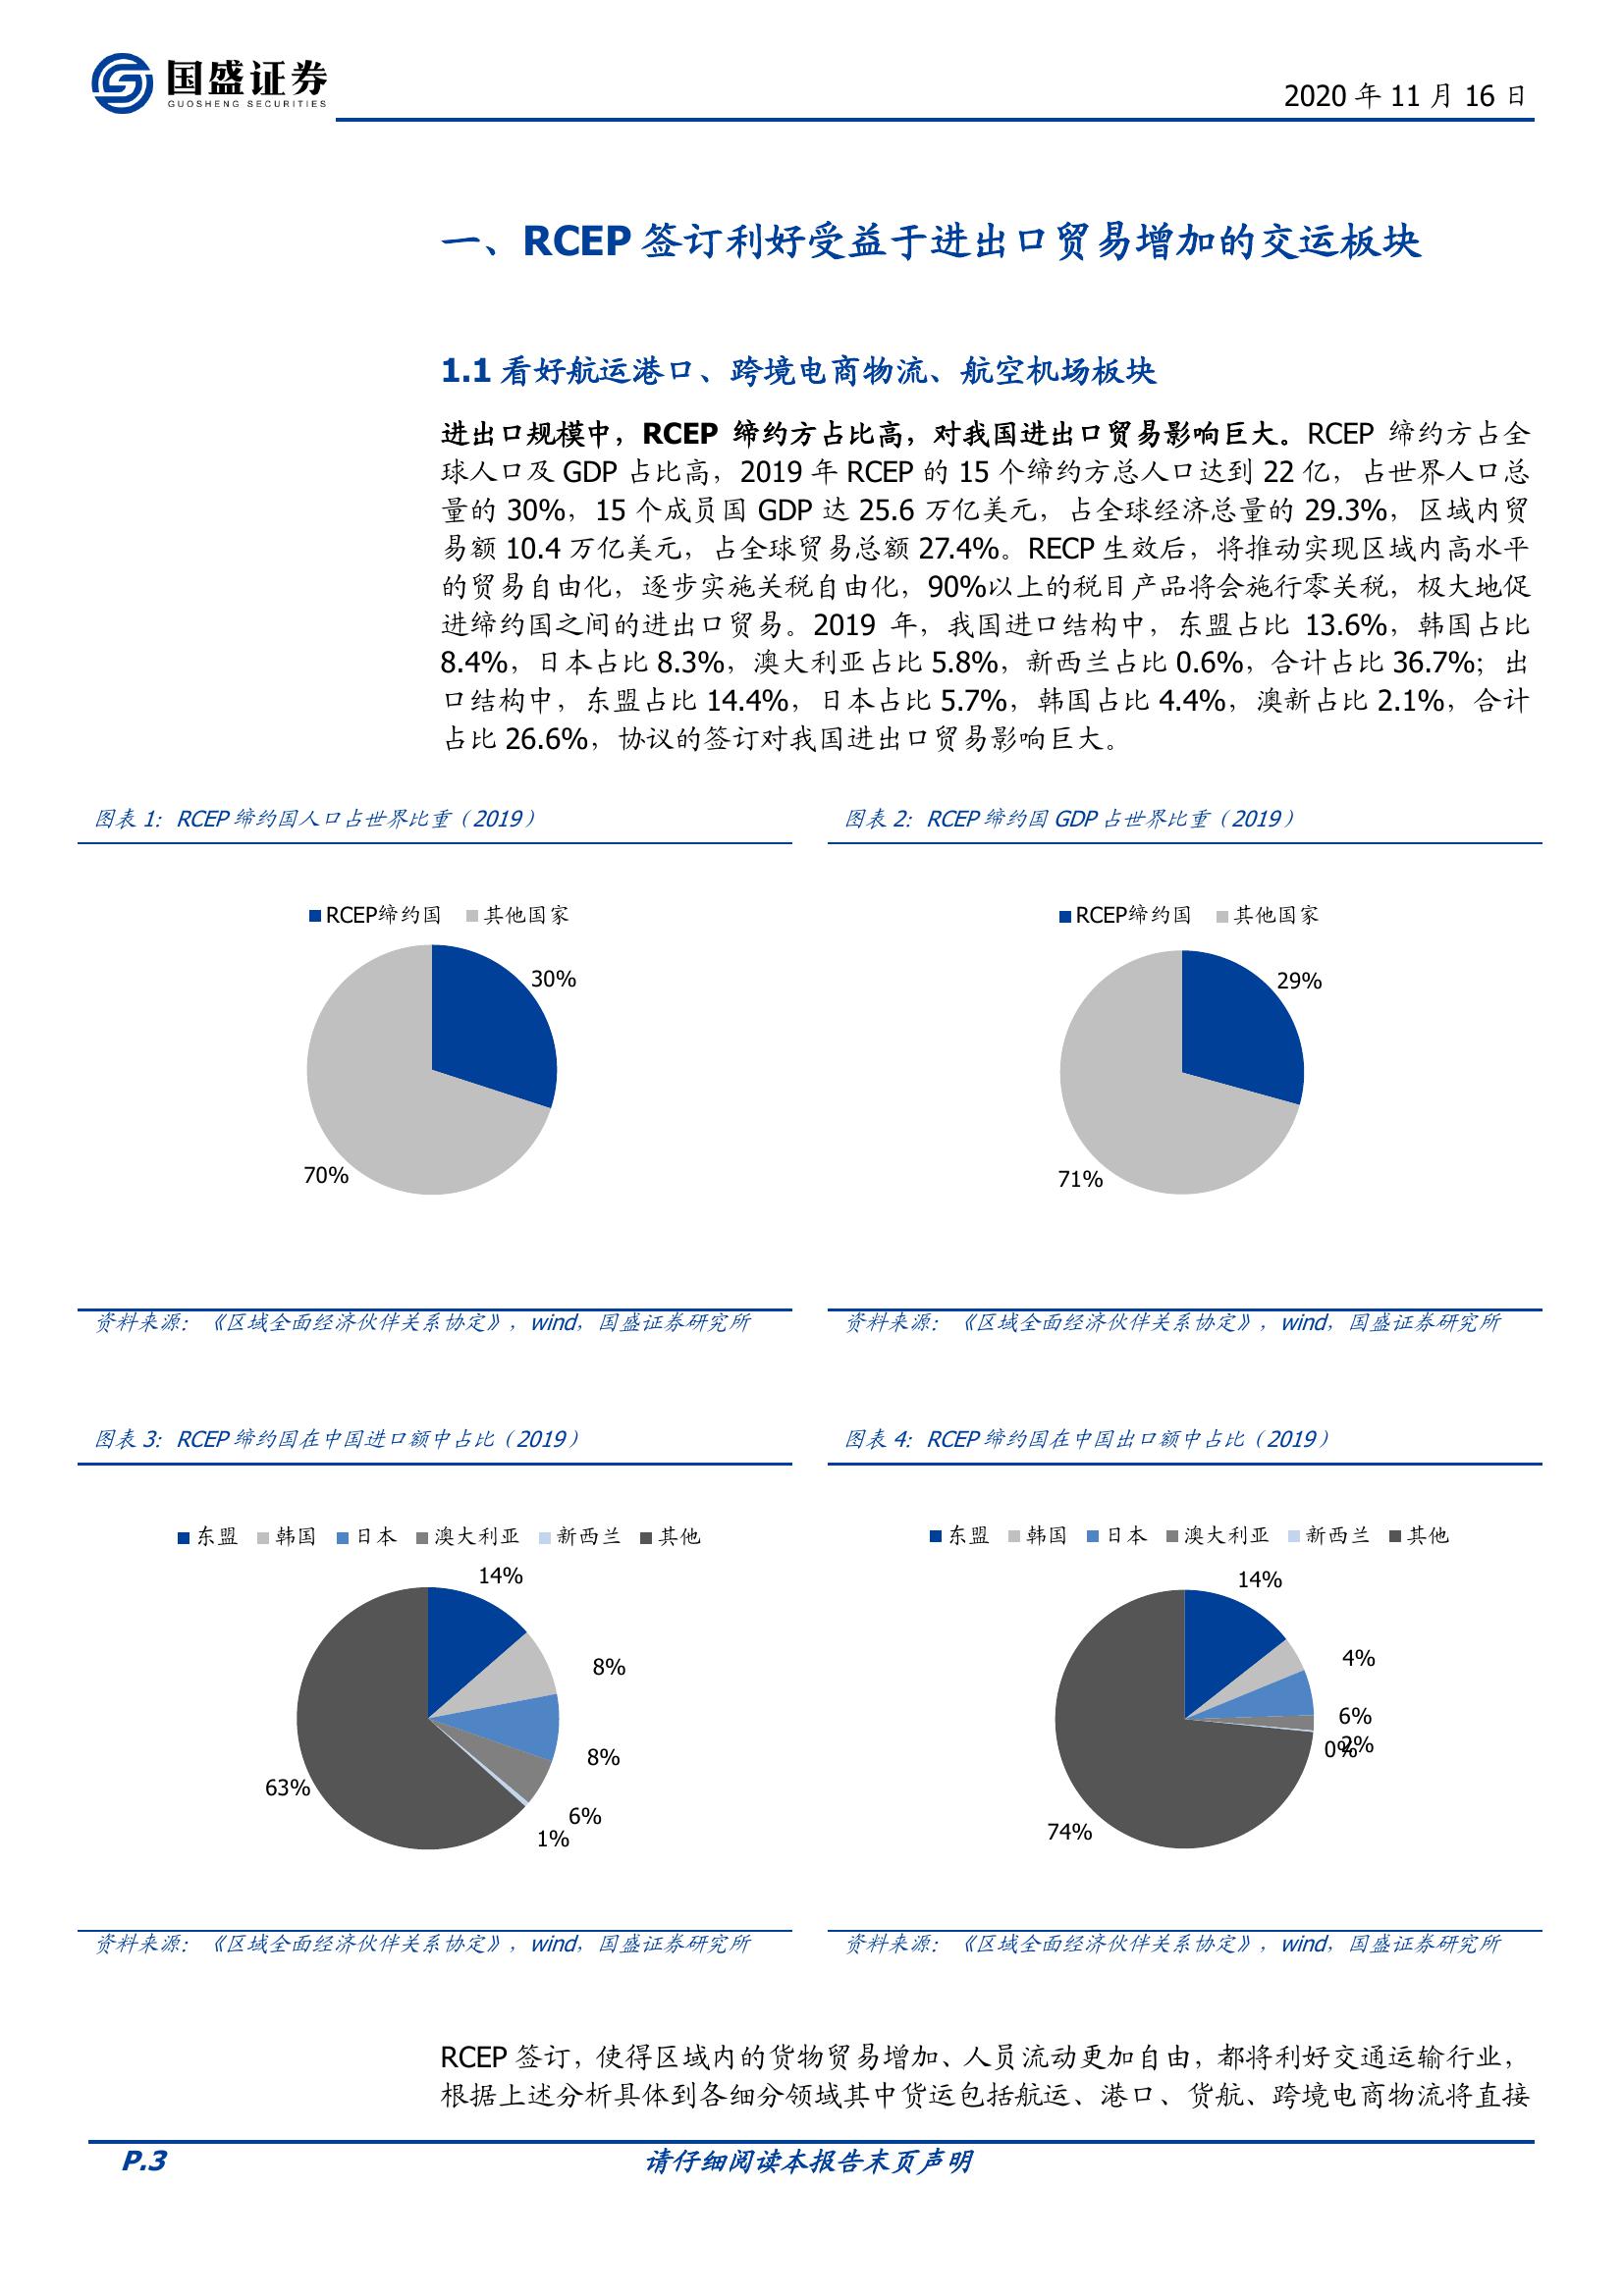 国盛证券
GUOSHENG SECURITIES
2020 年 11 月 16 日
一、RCEP 签订利好受益于进出口贸易增加的交运板块
1.1 看好航运港口、跨境电商物流、航空机场板块
进出口规模中，RCEP 缔约方占比高，对我国进出口贸易影响巨大。RCEP 缔约方占全
球人口及 GDP 占比高，2019 年 RCEP 的 15 个缔约方总人口达到 22 亿，占世界人口总
量的 30%，15 个成员国 GDP 达 25.6 万亿美元，占全球经济总量的 29.3%，区域内贸
易额 10.4 万亿美元，占全球贸易总额 27.4%。RECP 生效后，将推动实现区域内高水平
的贸易自由化，逐步实施关税自由化，90%以上的税目产品将会施行零关税，极大地促
进缔约国之间的进出口贸易。2019 年，我国进口结构中，东盟占比 13.6%，韩国占比
8.4%，日本占比 8.3%，澳大利亚占比 5.8%，新西兰占比 0.6%，合计占比 36.7%；出
口结构中，东盟占比 14.4%，日本占比 5.7%，韩国占比 4.4%，澳新占比 2.1%，合计
占比 26.6%，协议的签订对我国进出口贸易影响巨大。
图表 1：RCEP 缔约国人口占世界比重（2019）
RCEP缔约国 其他国家
30%
70%
资料来源：《区域全面经济伙伴关系协定》，wind，国盛证券研究所
图表 2：RCEP 缔约国 GDP 占世界比重（2019）
RCEP缔约国 其他国家
29%
71%
资料来源：《区域全面经济伙伴关系协定》，wind，国盛证券研究所
图表 3：RCEP 缔约国在中国进口额中占比（2019）
东盟 韩国 日本 澳大利亚 新西兰 其他
14%
8%
8%
6%
1%
63%
资料来源：《区域全面经济伙伴关系协定》，wind，国盛证券研究所
图表 4：RCEP 缔约国在中国出口额中占比（2019）
东盟 韩国 日本 澳大利亚 新西兰 其他
14%
4%
6%
2%
0%
74%
资料来源：《区域全面经济伙伴关系协定》，wind，国盛证券研究所
RCEP 签订，使得区域内的货物贸易增加、人员流动更加自由，都将利好交通运输行业，
根据上述分析具体到各细分领域其中货运包括航运、港口、货航、跨境电商物流将直接
P.3
请仔细阅读本报告末页声明